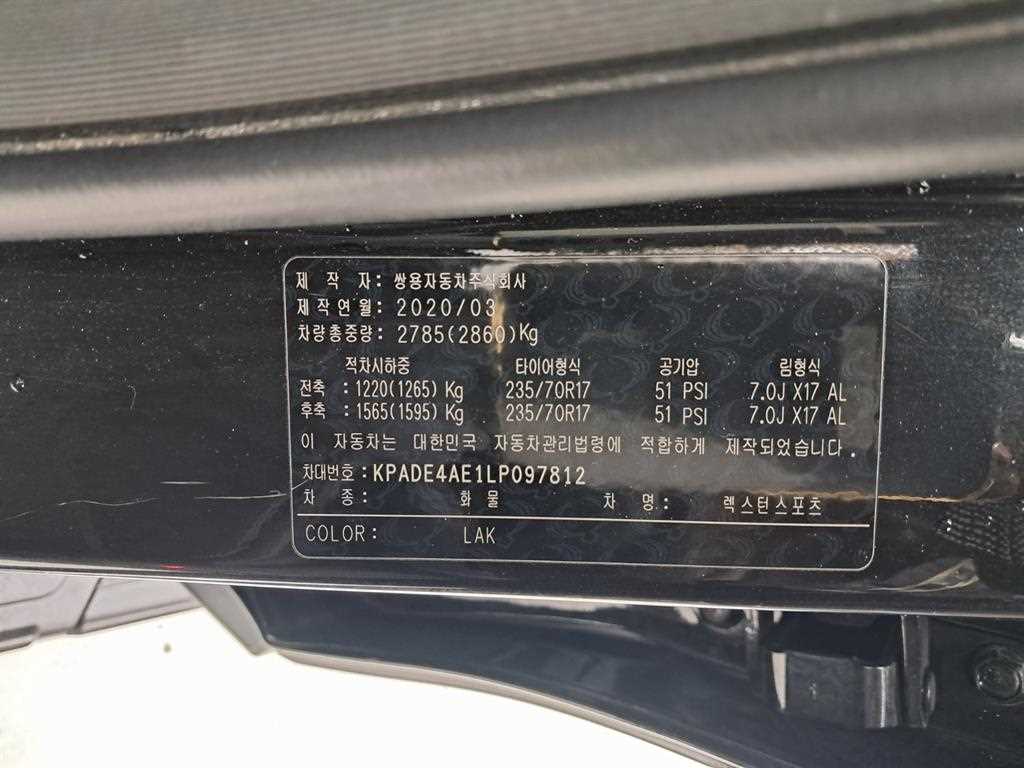 제 작 자: 쌍용자동차주식회사
제작연월: 2020/03
차량총중량: 2785(2860)Kg
적차시하중 타이어형식 공기압 림형식
전축: 1220(1265) Kg 235/70R17 51 PSI 7.0J X17 AL
후축: 1565(1595) Kg 235/70R17 51 PSI 7.0J X17 AL
이 자동차는 대한민국 자동차관리법령에 적합하게 제작되었습니다.
차대번호: KPADE4AE1LP097812
차 종: 화 물 차 명: 렉스턴스포츠
COLOR: LAK